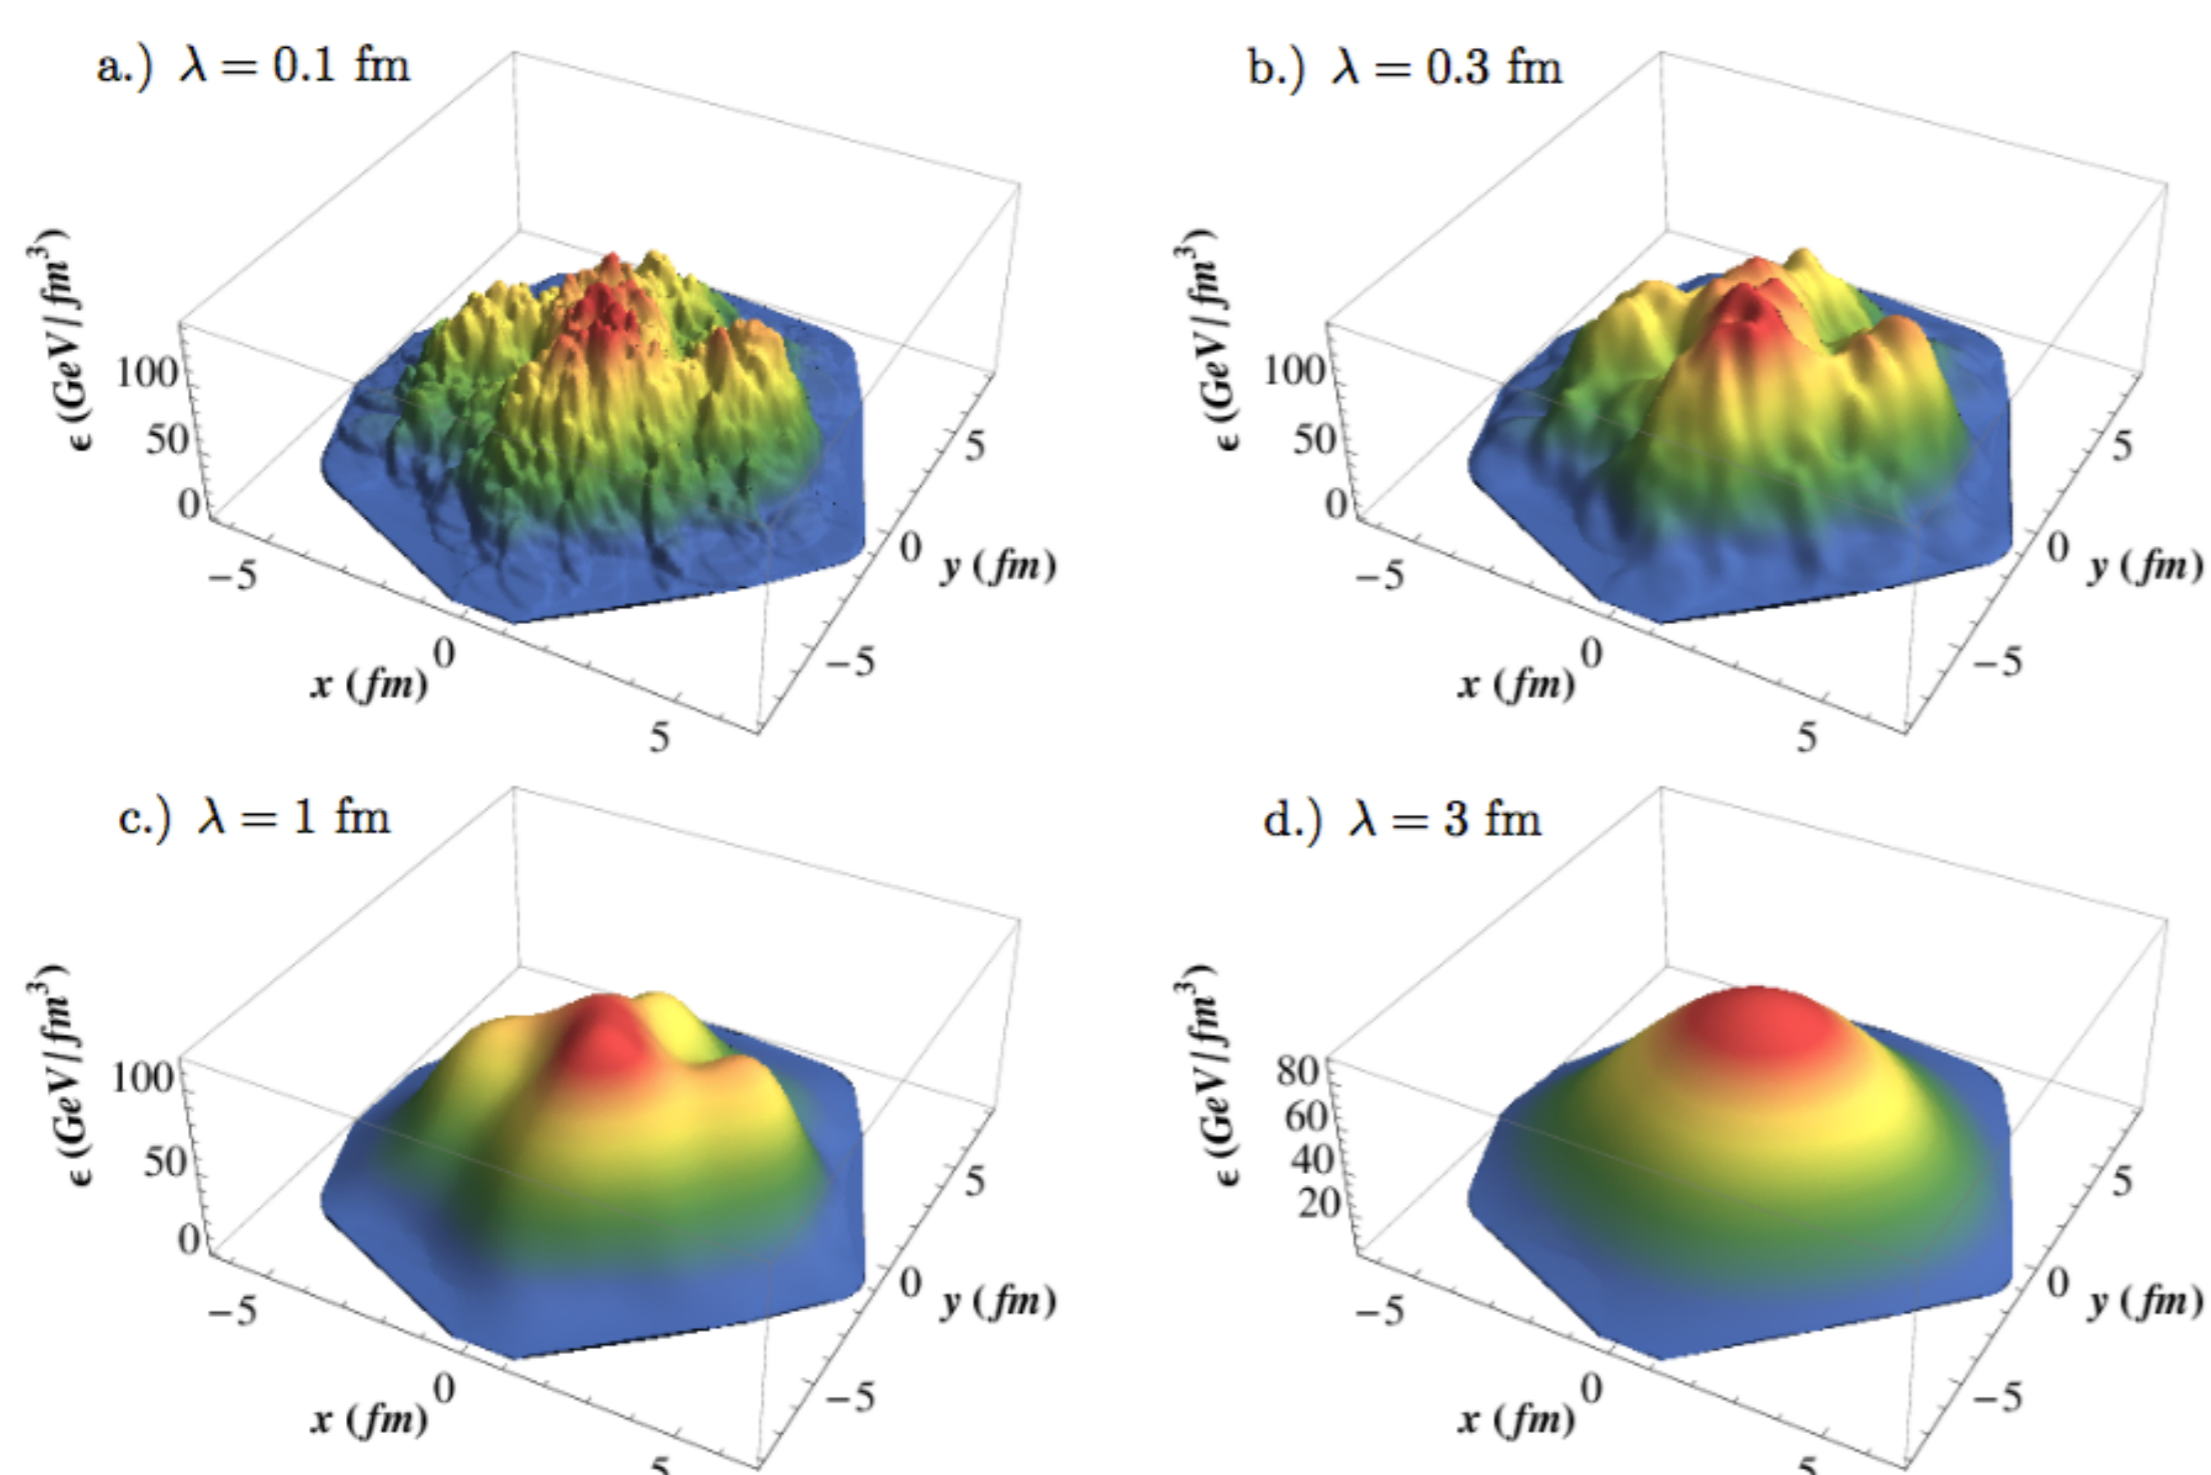 a.) λ = 0.1 fm
ϵ (GeV/fm³)
100
50
0
−5
0
5
x (fm)
−5
0
5
y (fm)
b.) λ = 0.3 fm
ϵ (GeV/fm³)
100
50
0
−5
0
5
x (fm)
−5
0
5
y (fm)
c.) λ = 1 fm
ϵ (GeV/fm³)
100
50
0
−5
0
5
x (fm)
−5
0
5
y (fm)
d.) λ = 3 fm
ϵ (GeV/fm³)
80
60
40
20
−5
0
5
x (fm)
−5
0
5
y (fm)